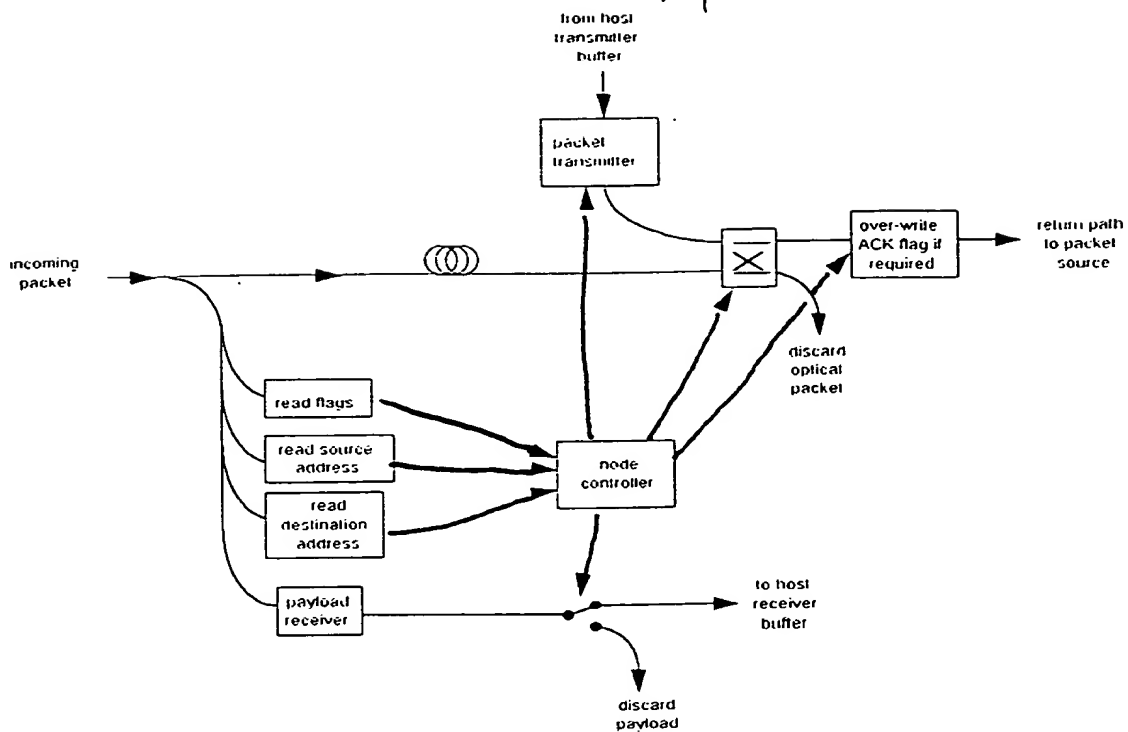 from host
transmitter
buffer
packet
transmitter
over-write
ACK flag if
required
return path
to packet
source
incoming
packet
discard
optical
packet
read flags
read source
address
node
controller
read
destination
address
payload
receiver
to host
receiver
buffer
discard
payload